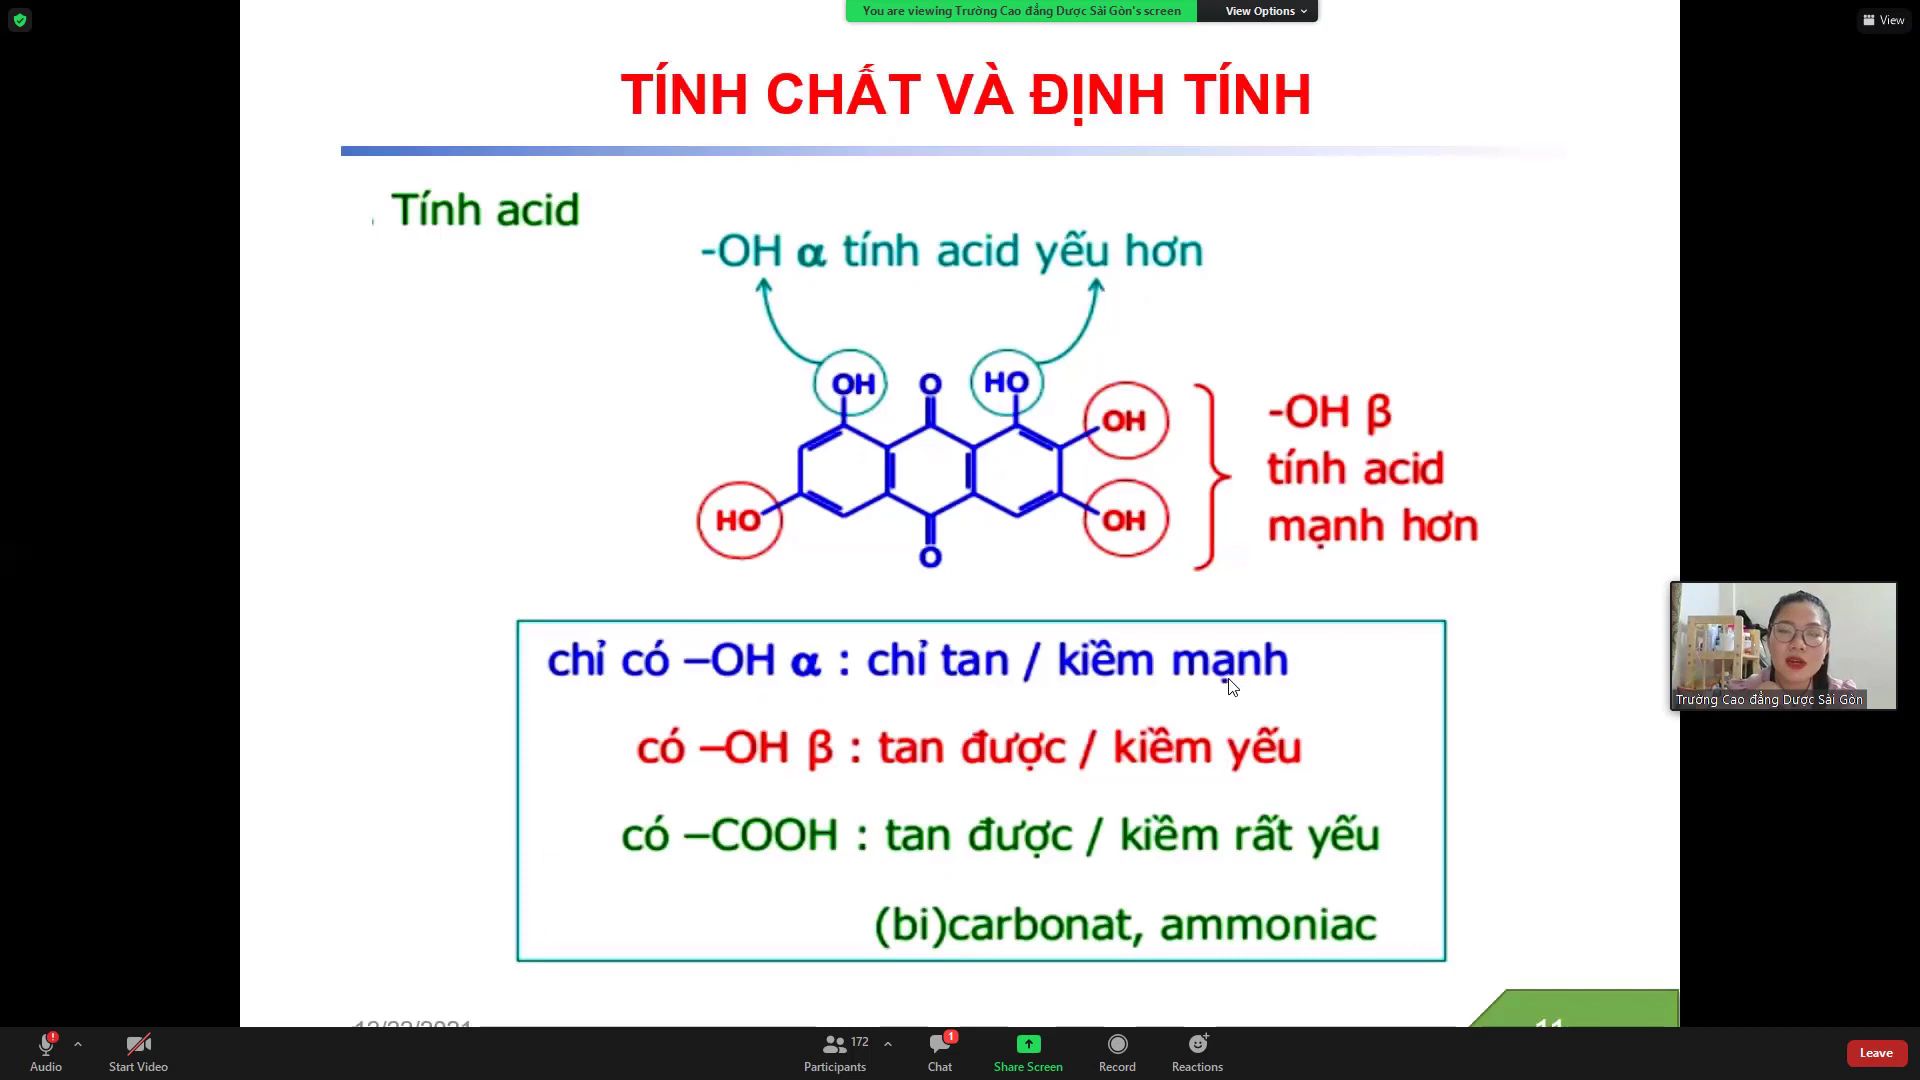 You are viewing Trường Cao đẳng Dược Sài Gòn's screen
View Options
View
TÍNH CHẤT VÀ ĐỊNH TÍNH
Tính acid
-OH α tính acid yếu hơn
OH
O
HO
OH
HO
OH
O
-OH β
tính acid
mạnh hơn
chỉ có –OH α : chỉ tan / kiềm mạnh
có –OH β : tan được / kiềm yếu
có –COOH : tan được / kiềm rất yếu
(bi)carbonat, ammoniac
Trường Cao đẳng Dược Sài Gòn
11
Audio
Start Video
Participants
172
Chat
1
Share Screen
Record
Reactions
Leave